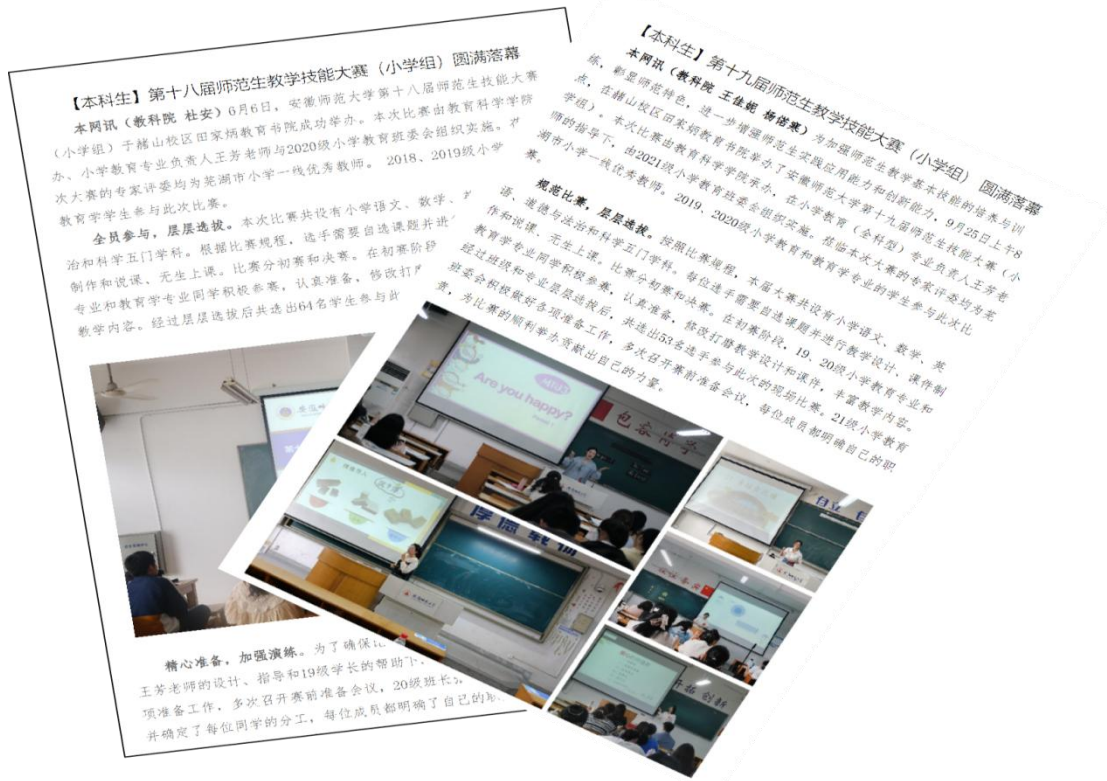 【本科生】第十八届师范生教学技能大赛（小学组）圆满落幕
本网讯（教科院 杜安）6月6日，安徽师范大学第十八届师范生技能大赛
（小学组）于赭山校区田家炳教育书院成功举办。本次比赛由教育科学学院
办、小学教育专业负责人王芳老师与2020级小学教育班委会组织实施。
次大赛的专家评委均为芜湖市小学一线优秀教师。 2018、2019级小学
教育学学生参与此次比赛。
全员参与，层层选拔。本次比赛共设有小学语文、数学、
治和科学五门学科。根据比赛规程，选手需要自选课题并进
制作和说课、无生上课。比赛分初赛和决赛。在初赛阶段
专业和教育学专业同学积极参赛，认真准备，修改打
教学内容。经过层层选拔后共选出64名学生参与此
精心准备，加强演练。为了确保
王芳老师的设计、指导和19级学长的帮助下，
项准备工作，多次召开赛前准备会议，20级班长
并确定了每位同学的分工，每位成员都明确了自己的
【本科生】第十九届师范生教学技能大赛（小学组） 圆满落幕
本网讯（教科院 王佳妮 杨偌寒）为加强师范生教学基本技能的培养与训
练，彰显师范特色，进一步增强师范生实践应用能力和创新能力，9月25日上午8
点，在赭山校区田家炳教育书院举办了安徽师范大学第十九届师范生技能大赛（小
学组）。本次比赛由教育科学学院承办，在小学教育（全科型）专业负责人王芳老
师的指导下，由2021级小学教育班委会组织实施。莅临本次大赛的专家评委均为芜
湖市小学一线优秀教师。2019、2020级小学教育和教育学专业的学生参与此次比
赛。
规范比赛，层层选拔。按照比赛规程，本届大赛共设有小学语文、数学、英
语、道德与法治和科学五门学科。每位选手需要自选课题并进行教学设计、课件制
作和说课、无生上课。比赛分初赛和决赛。在初赛阶段，19、20级小学教育专业和
教育学专业同学积极参赛，认真准备，修改打磨教学设计和课件，丰富教学内容。
经过班级和专业层层选拔后，共选出53名选手参与此次的现场比赛。21级小学教育
班委会积极做好各项准备工作，多次召开赛前准备会议，每位成员都明确自己的职
责，为比赛的顺利举办贡献出自己的力量。
Are you happy?
包容博学
厚德载物
自立
创新